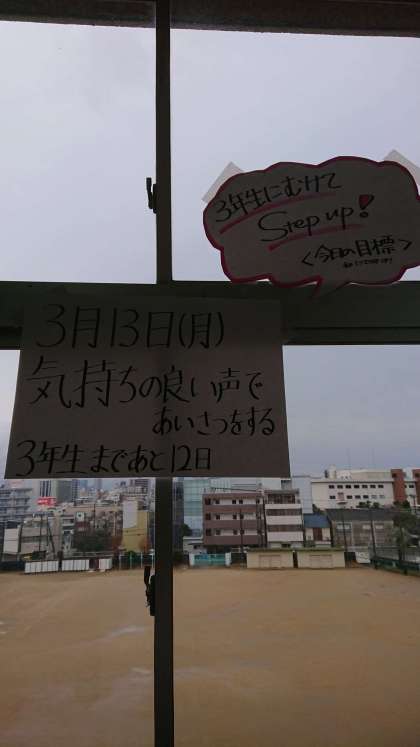 3年生にむけて
Step up!
<今日の目標>
3月13日(月)
気持ちの良い声で
あいさつをする
3年生まであと12日